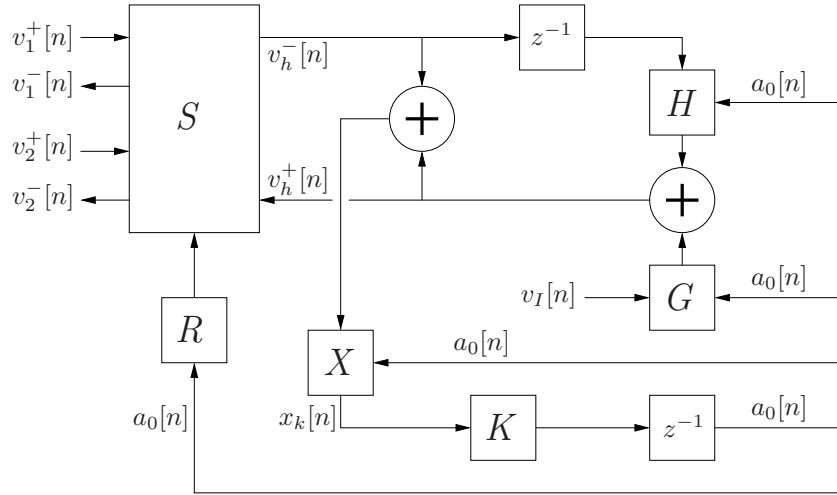 v_1^+[n]
v_1^-[n]
v_2^+[n]
v_2^-[n]
S
v_h^-[n]
v_h^+[n]
z^{-1}
+
H
a_0[n]
+
v_I[n]
G
a_0[n]
R
X
a_0[n]
a_0[n]
x_k[n]
K
z^{-1}
a_0[n]